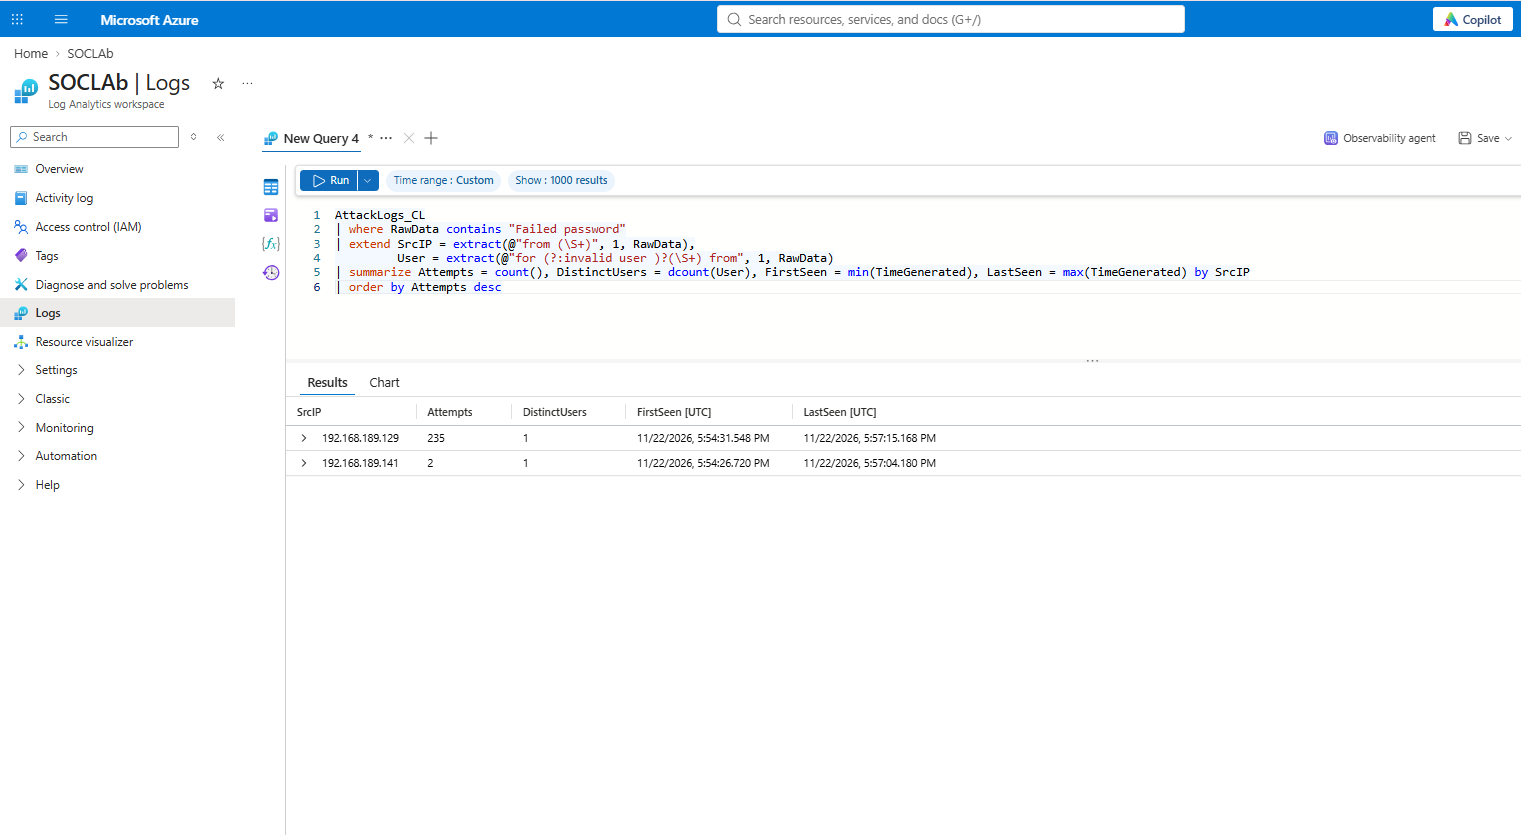 Microsoft Azure
Search resources, services, and docs (G+/)
Copilot
Home > SOCLAb
SOCLAb | Logs
Log Analytics workspace
Search
Overview
Activity log
Access control (IAM)
Tags
Diagnose and solve problems
Logs
Resource visualizer
Settings
Classic
Monitoring
Automation
Help
New Query 4 * ...
Observability agent
Save
Run
Time range : Custom
Show : 1000 results
1 AttackLogs_CL
2 | where RawData contains "Failed password"
3 | extend SrcIP = extract(@"from (\S+)", 1, RawData),
4 User = extract(@"for (?:invalid user )?(\S+) from", 1, RawData)
5 | summarize Attempts = count(), DistinctUsers = dcount(User), FirstSeen = min(TimeGenerated), LastSeen = max(TimeGenerated) by SrcIP
6 | order by Attempts desc
Results Chart
SrcIP Attempts DistinctUsers FirstSeen [UTC] LastSeen [UTC]
192.168.189.129 235 1 11/22/2026, 5:54:31.548 PM 11/22/2026, 5:57:15.168 PM
192.168.189.141 2 1 11/22/2026, 5:54:26.720 PM 11/22/2026, 5:57:04.180 PM